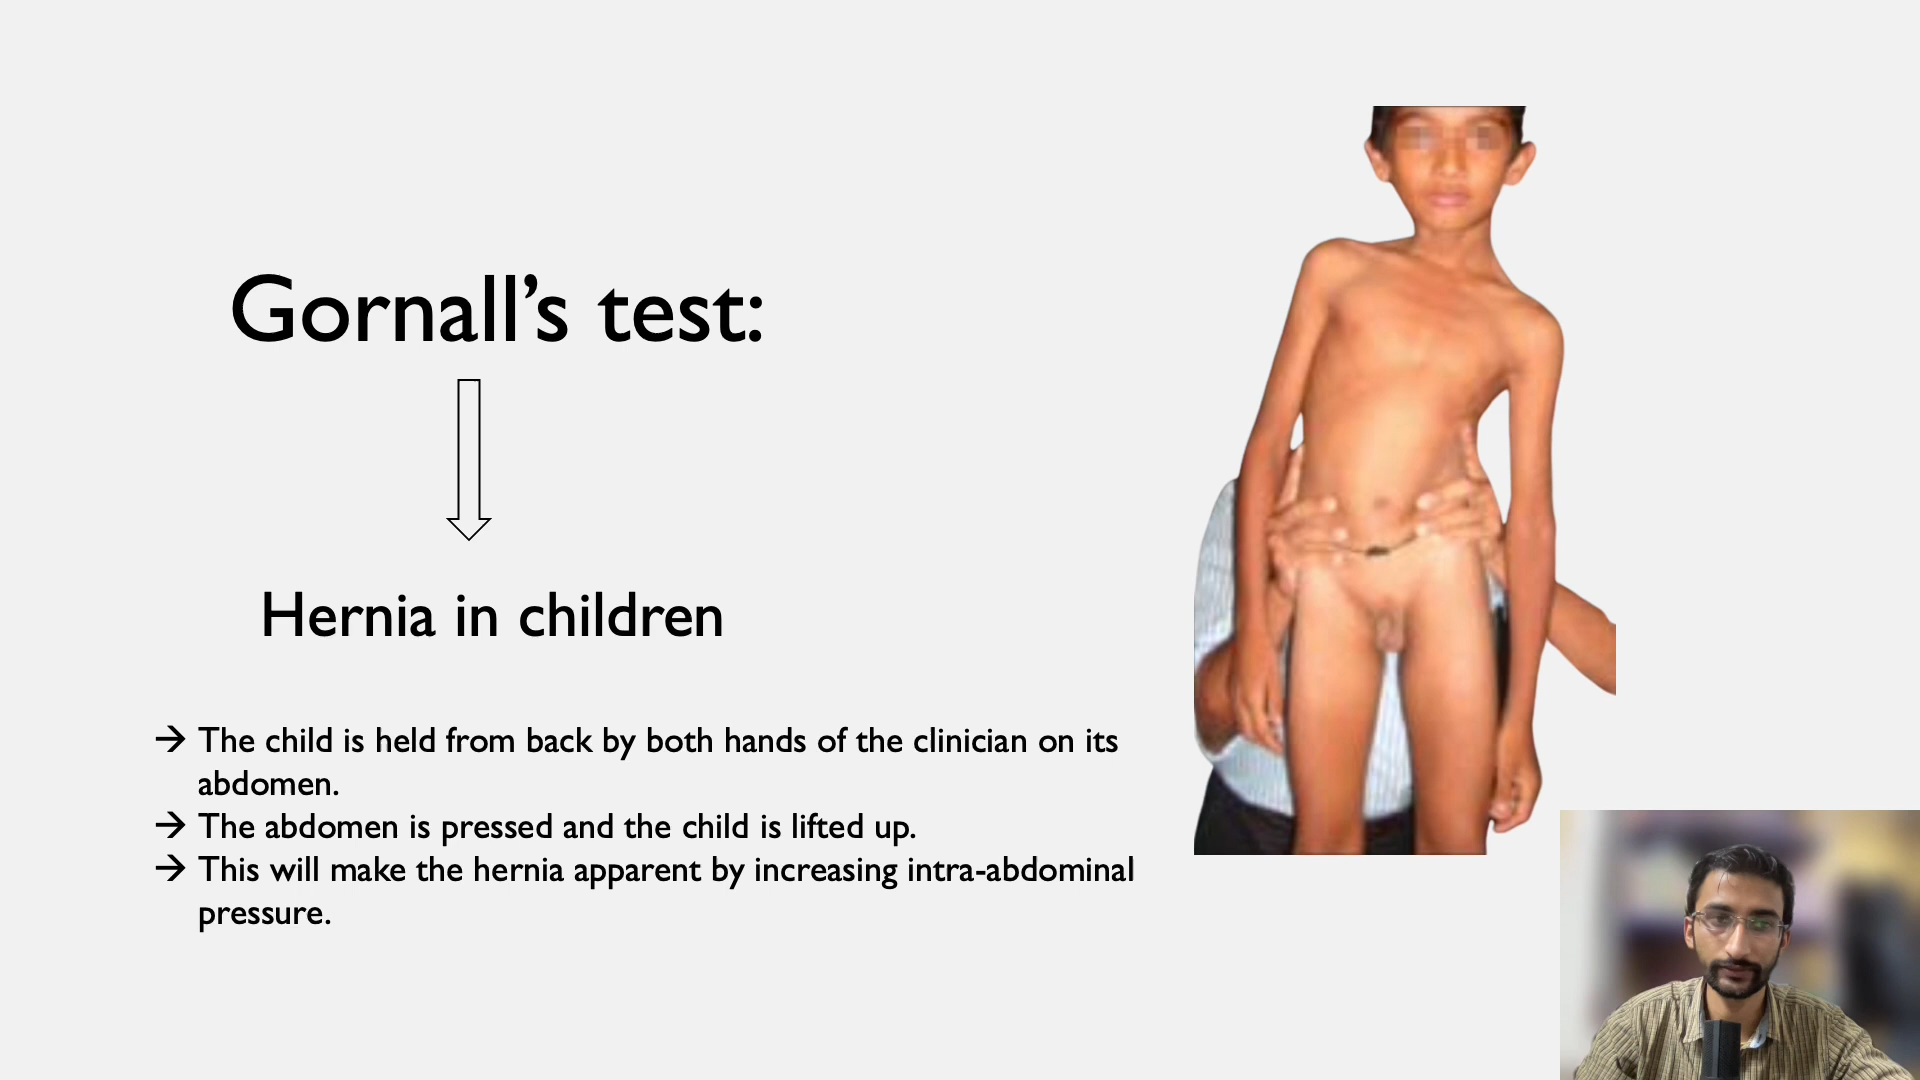 Gornall’s test:
Hernia in children
→ The child is held from back by both hands of the clinician on its
abdomen.
→ The abdomen is pressed and the child is lifted up.
→ This will make the hernia apparent by increasing intra-abdominal
pressure.